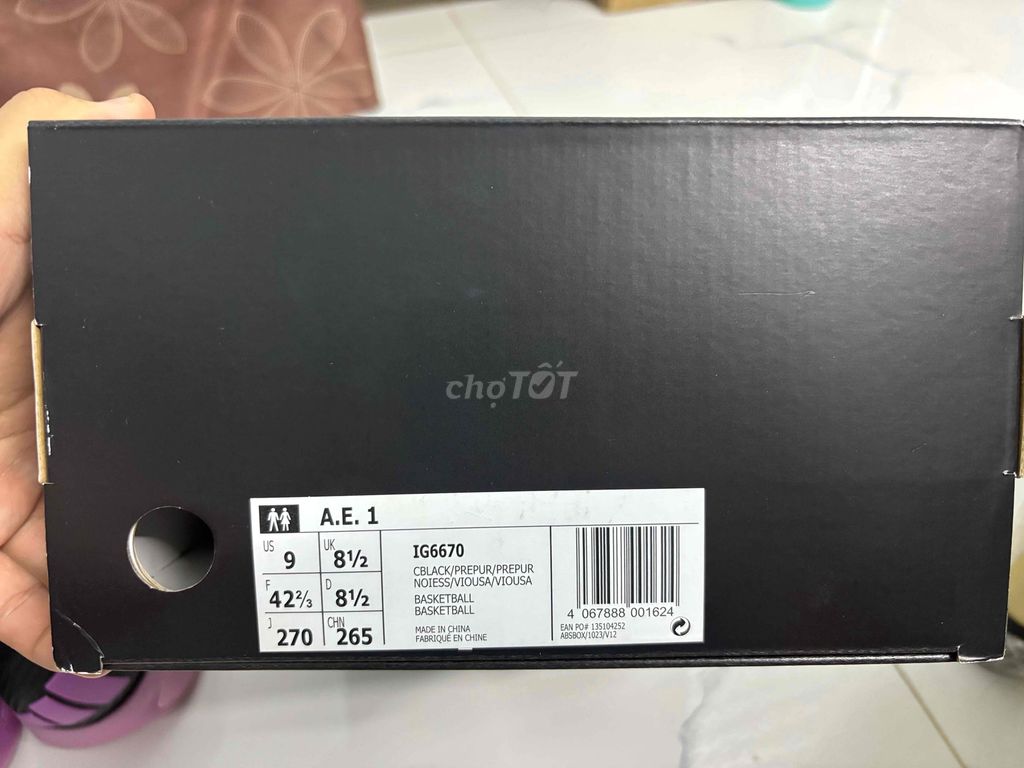 chợTỐT
A.E. 1
US 9
UK 8½
F 42⅔
D 8½
J 270
CHN 265
IG6670
CBLACK/PREPUR/PREPUR
NOIESS/VIOUSA/VIOUSA
BASKETBALL
BASKETBALL
MADE IN CHINA
FABRIQUÉ EN CHINE
4 067888 001624
EAN PO# 135104252
ABSBOX/1023/V12